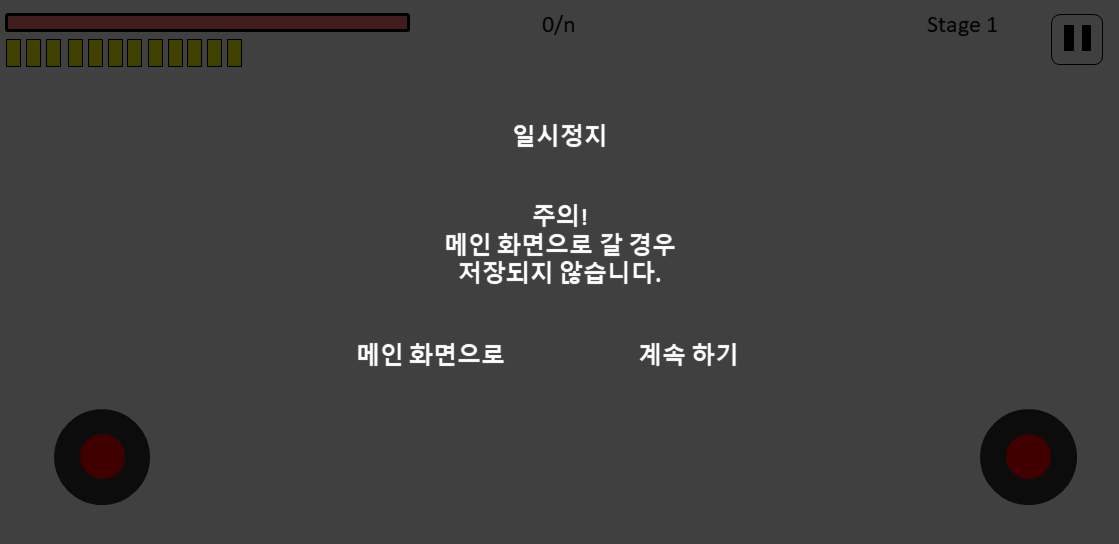 0/n
Stage 1
일시정지
주의!
메인 화면으로 갈 경우
저장되지 않습니다.
메인 화면으로
계속 하기